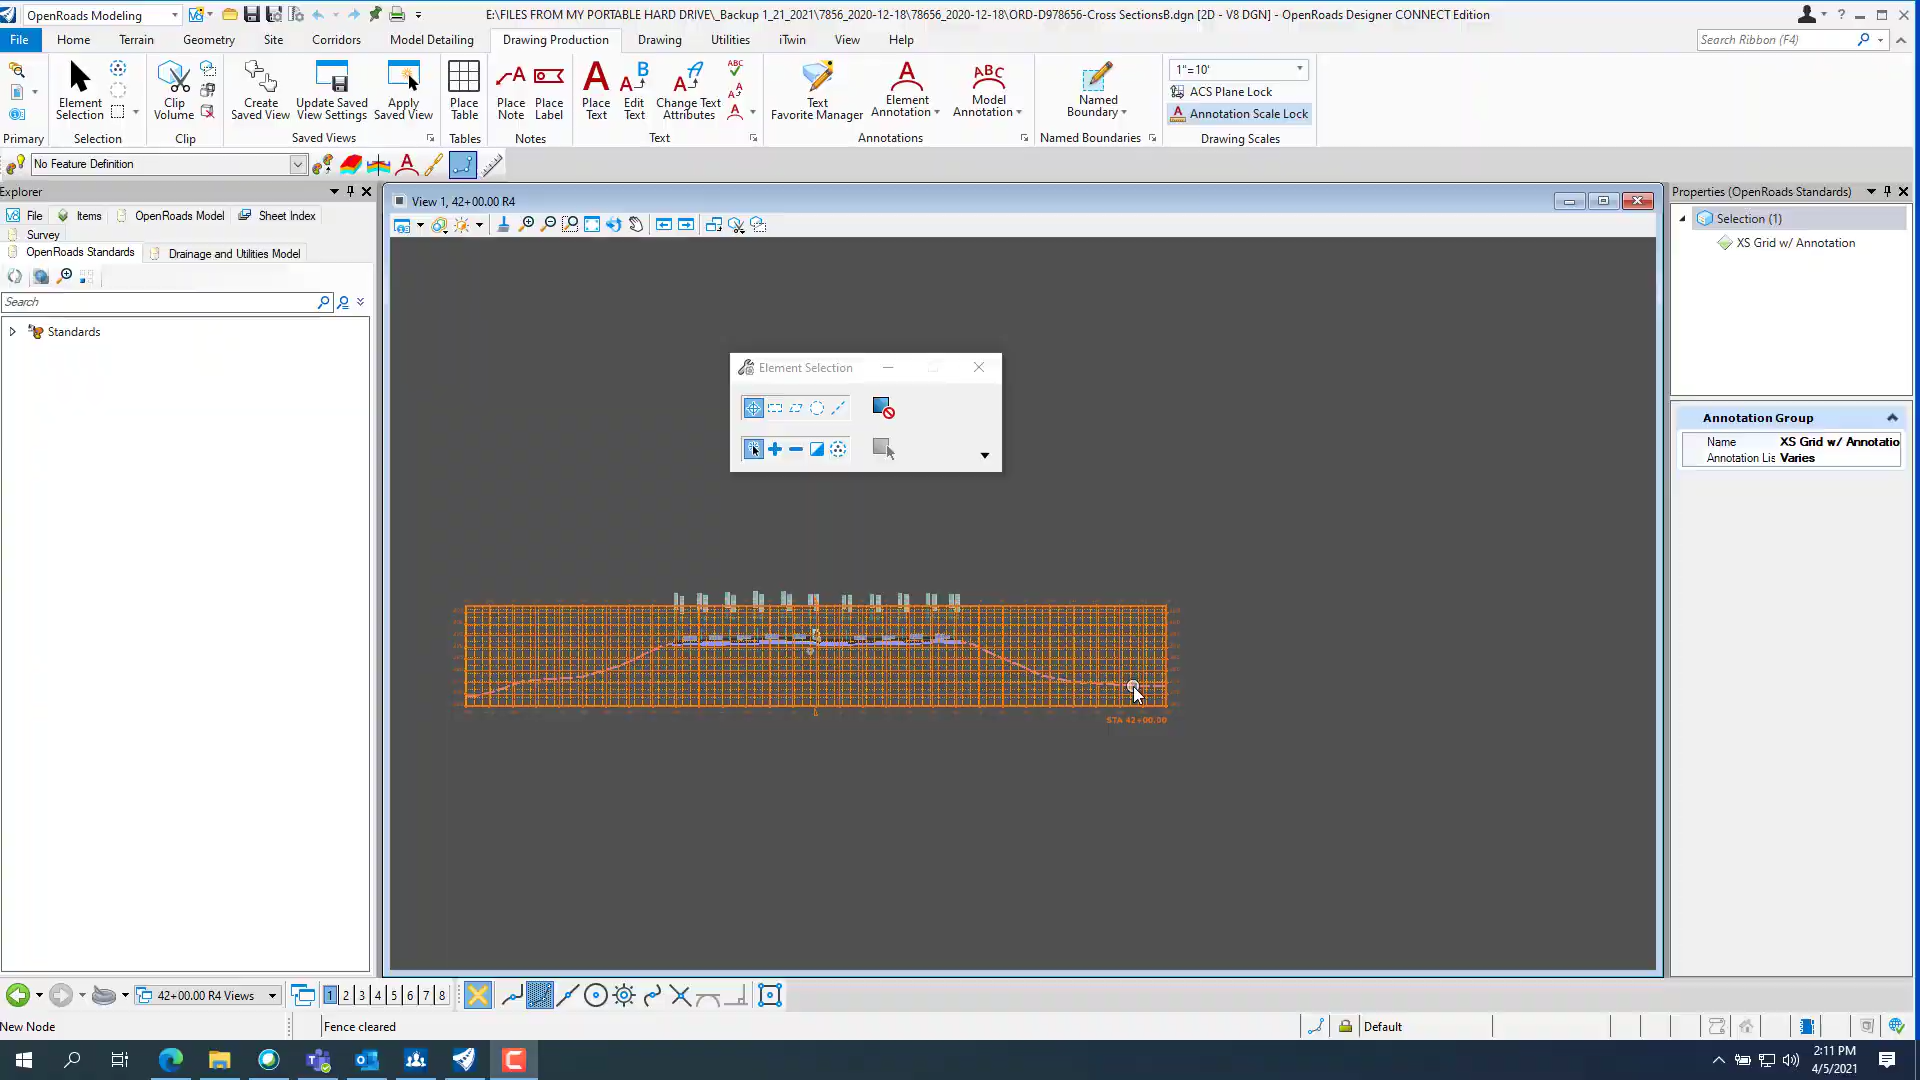 OpenRoads Modeling
E:\FILES FROM MY PORTABLE HARD DRIVE\_Backup 1_21_2021\7856_2020-12-18\78656_2020-12-18\ORD-D978656-Cross SectionsB.dgn [2D - V8 DGN] - OpenRoads Designer CONNECT Edition
File Home Terrain Geometry Site Corridors Model Detailing Drawing Production Drawing Utilities iTwin View Help
Search Ribbon (F4)
Element Selection
Clip Volume
Create Saved View
Update Saved View Settings
Apply Saved View
Place Table
Place Note
Place Label
Place Text
Edit Text
Change Text Attributes
Text Favorite Manager
Element Annotation
Model Annotation
Named Boundary
1"=10'
ACS Plane Lock
Annotation Scale Lock
Primary Selection Clip Saved Views Tables Notes Text Annotations Named Boundaries Drawing Scales
No Feature Definition
Explorer
File Items OpenRoads Model Sheet Index
Survey
OpenRoads Standards Drainage and Utilities Model
Search
Standards
View 1, 42+00.00 R4
Element Selection
STA 42+00.00
Properties (OpenRoads Standards)
Selection (1)
XS Grid w/ Annotation
Annotation Group
Name XS Grid w/ Annotatio
Annotation Lis Varies
42+00.00 R4 Views
1 2 3 4 5 6 7 8
New Node
Fence cleared
Default
2:11 PM
4/5/2021